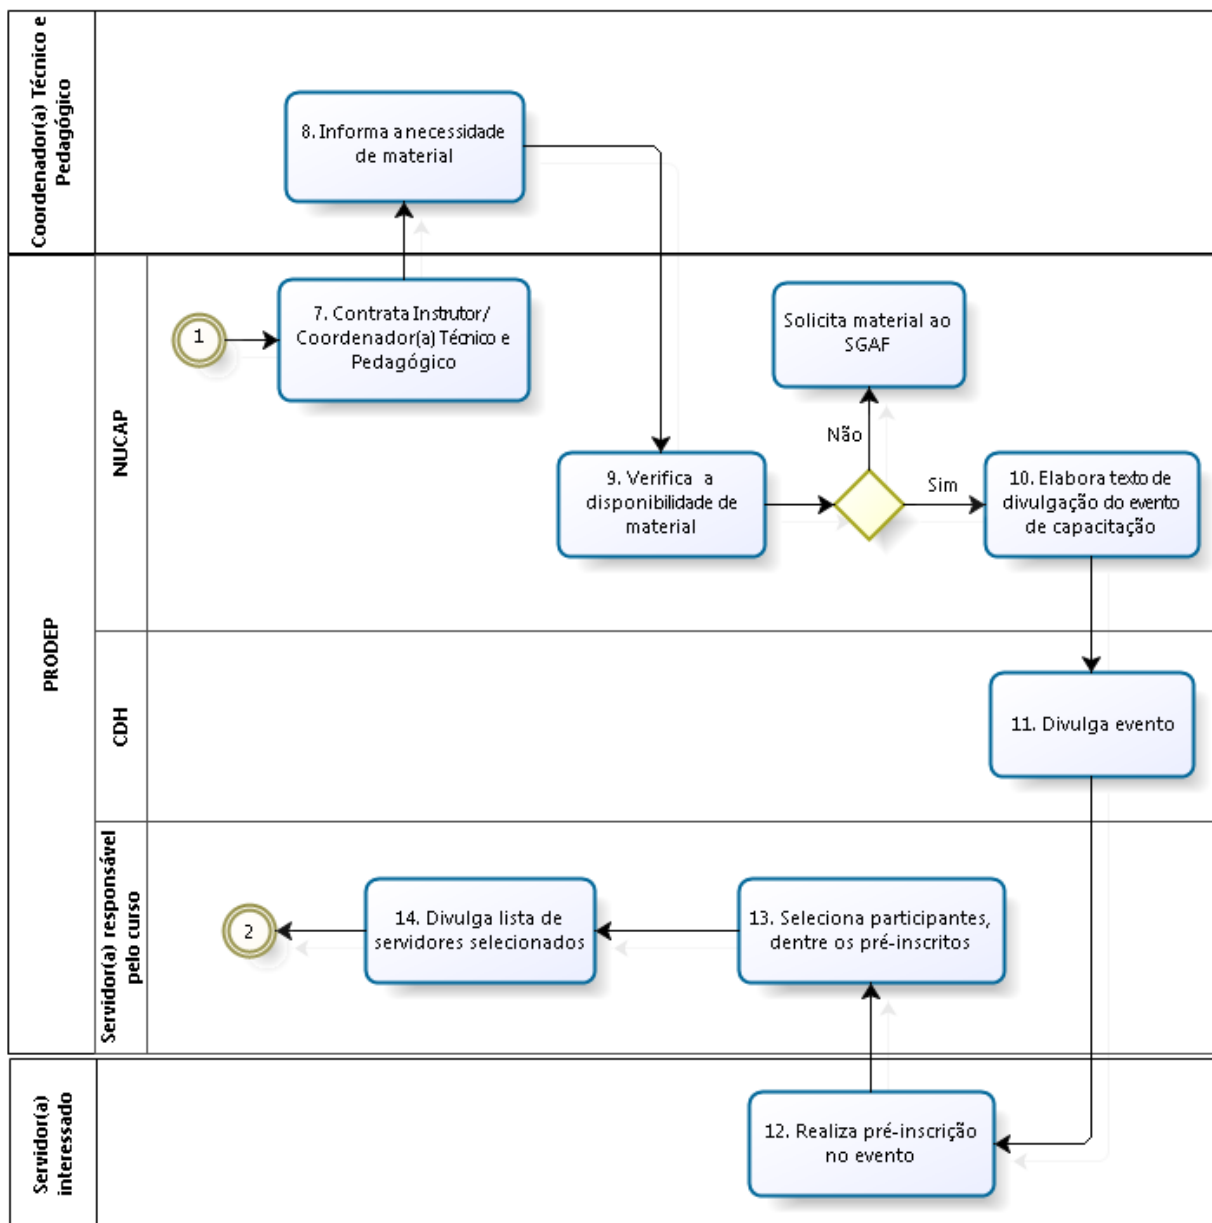 Coordenador(a) Técnico e
Pedagógico
8. Informa a necessidade
de material
PRODEP
NUCAP
1
7. Contrata Instrutor/
Coordenador(a) Técnico e
Pedagógico
Solicita material ao
SGAF
Não
9. Verifica a
disponibilidade de
material
Sim
10. Elabora texto de
divulgação do evento
de capacitação
CDH
11. Divulga evento
Servidor(a) responsável
pelo curso
2
14. Divulga lista de
servidores selecionados
13. Seleciona participantes,
dentre os pré-inscritos
Servidor(a)
interessado
12. Realiza pré-inscrição
no evento